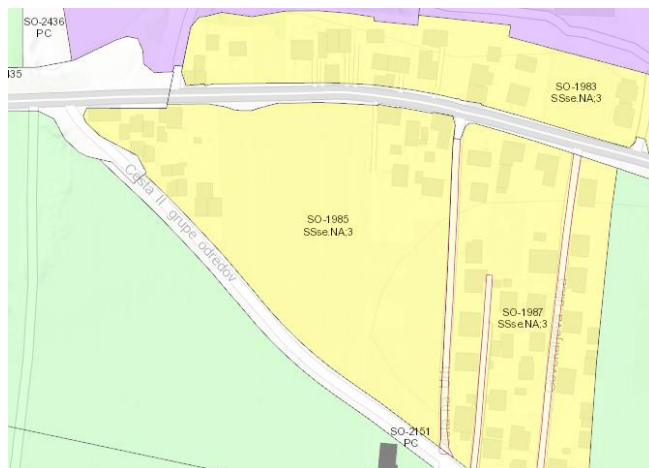 SO-2436
PC
435
SO-1983
SSse.NA;3
Cesta II grupe odredov
SO-1985
SSse.NA;3
SO-1987
SSse.NA;3
SO-2151
PC